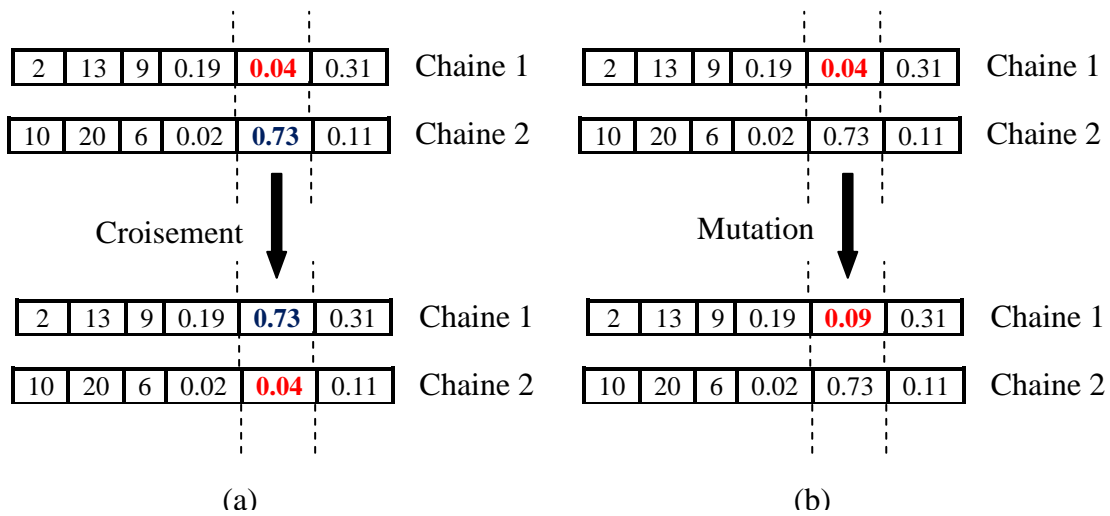 2 13 9 0.19 0.04 0.31 Chaine 1
10 20 6 0.02 0.73 0.11 Chaine 2
Croisement
2 13 9 0.19 0.73 0.31 Chaine 1
10 20 6 0.02 0.04 0.11 Chaine 2
(a)
2 13 9 0.19 0.04 0.31 Chaine 1
10 20 6 0.02 0.73 0.11 Chaine 2
Mutation
2 13 9 0.19 0.09 0.31 Chaine 1
10 20 6 0.02 0.73 0.11 Chaine 2
(b)